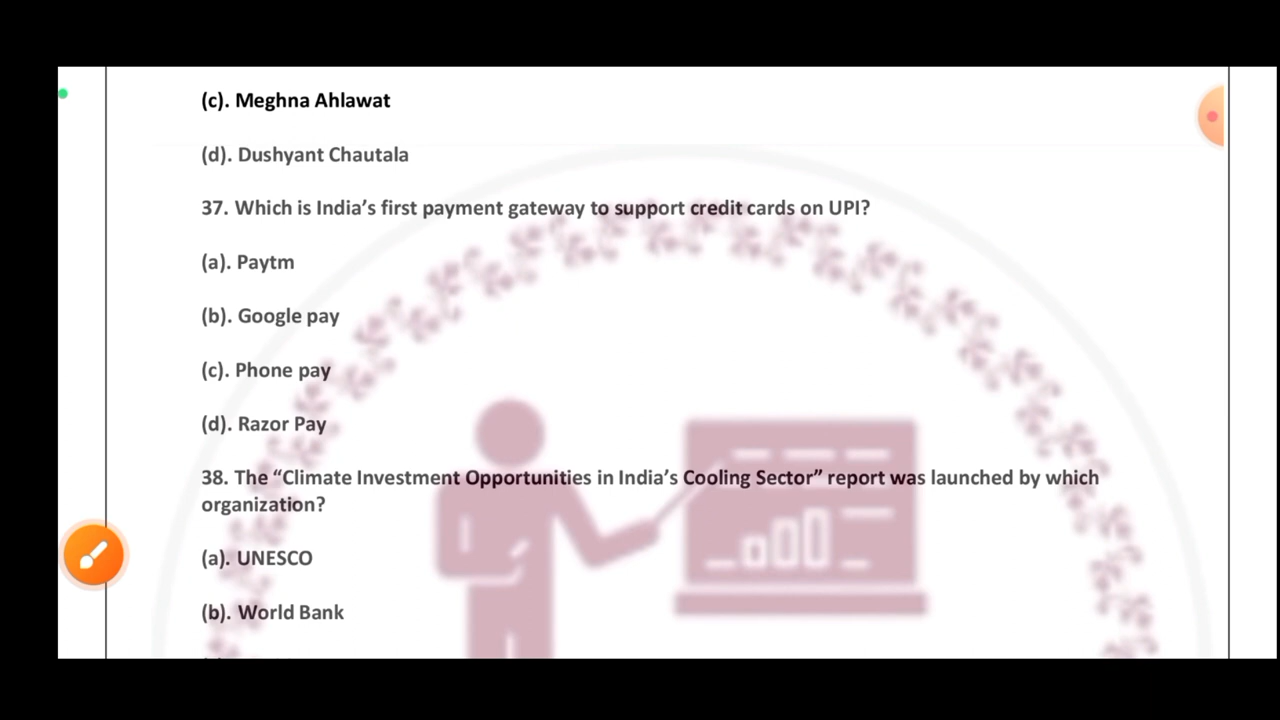 (c). Meghna Ahlawat
(d). Dushyant Chautala
37. Which is India’s first payment gateway to support credit cards on UPI?
(a). Paytm
(b). Google pay
(c). Phone pay
(d). Razor Pay
38. The “Climate Investment Opportunities in India’s Cooling Sector” report was launched by which
organization?
(a). UNESCO
(b). World Bank